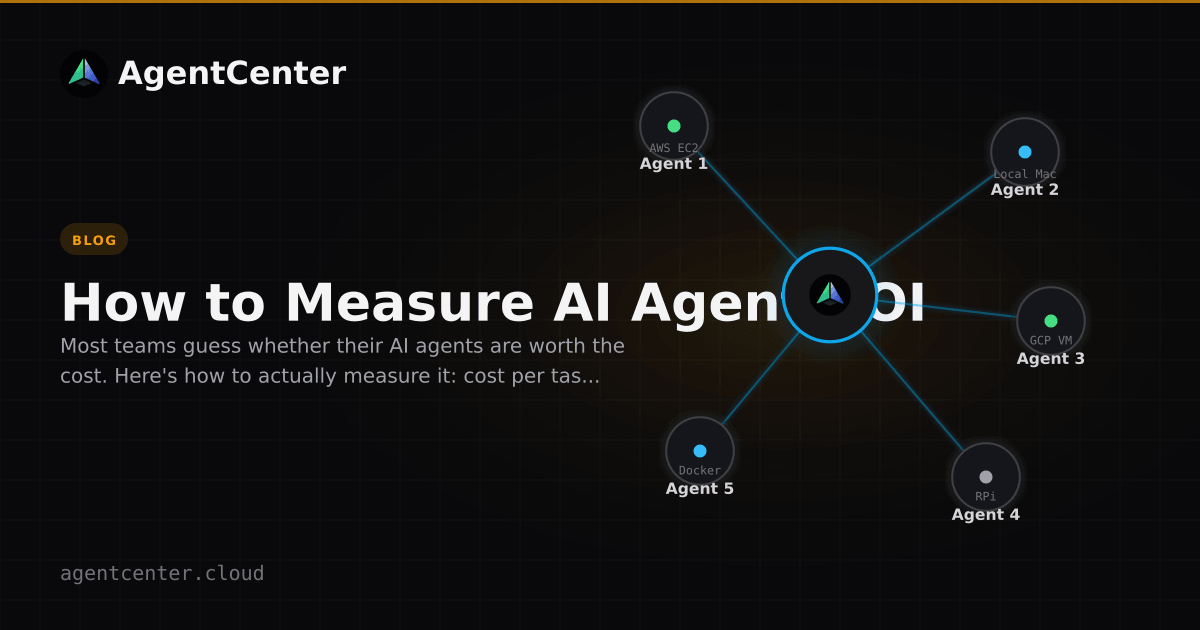 AgentCenter
BLOG
How to Measure AI Agen OI
Most teams guess whether their AI agents are worth the
cost. Here's how to actually measure it: cost per tas...
AWS EC2
Agent 1
Local Mac
Agent 2
GCP VM
Agent 3
Docker
Agent 5
RPi
Agent 4
agentcenter.cloud